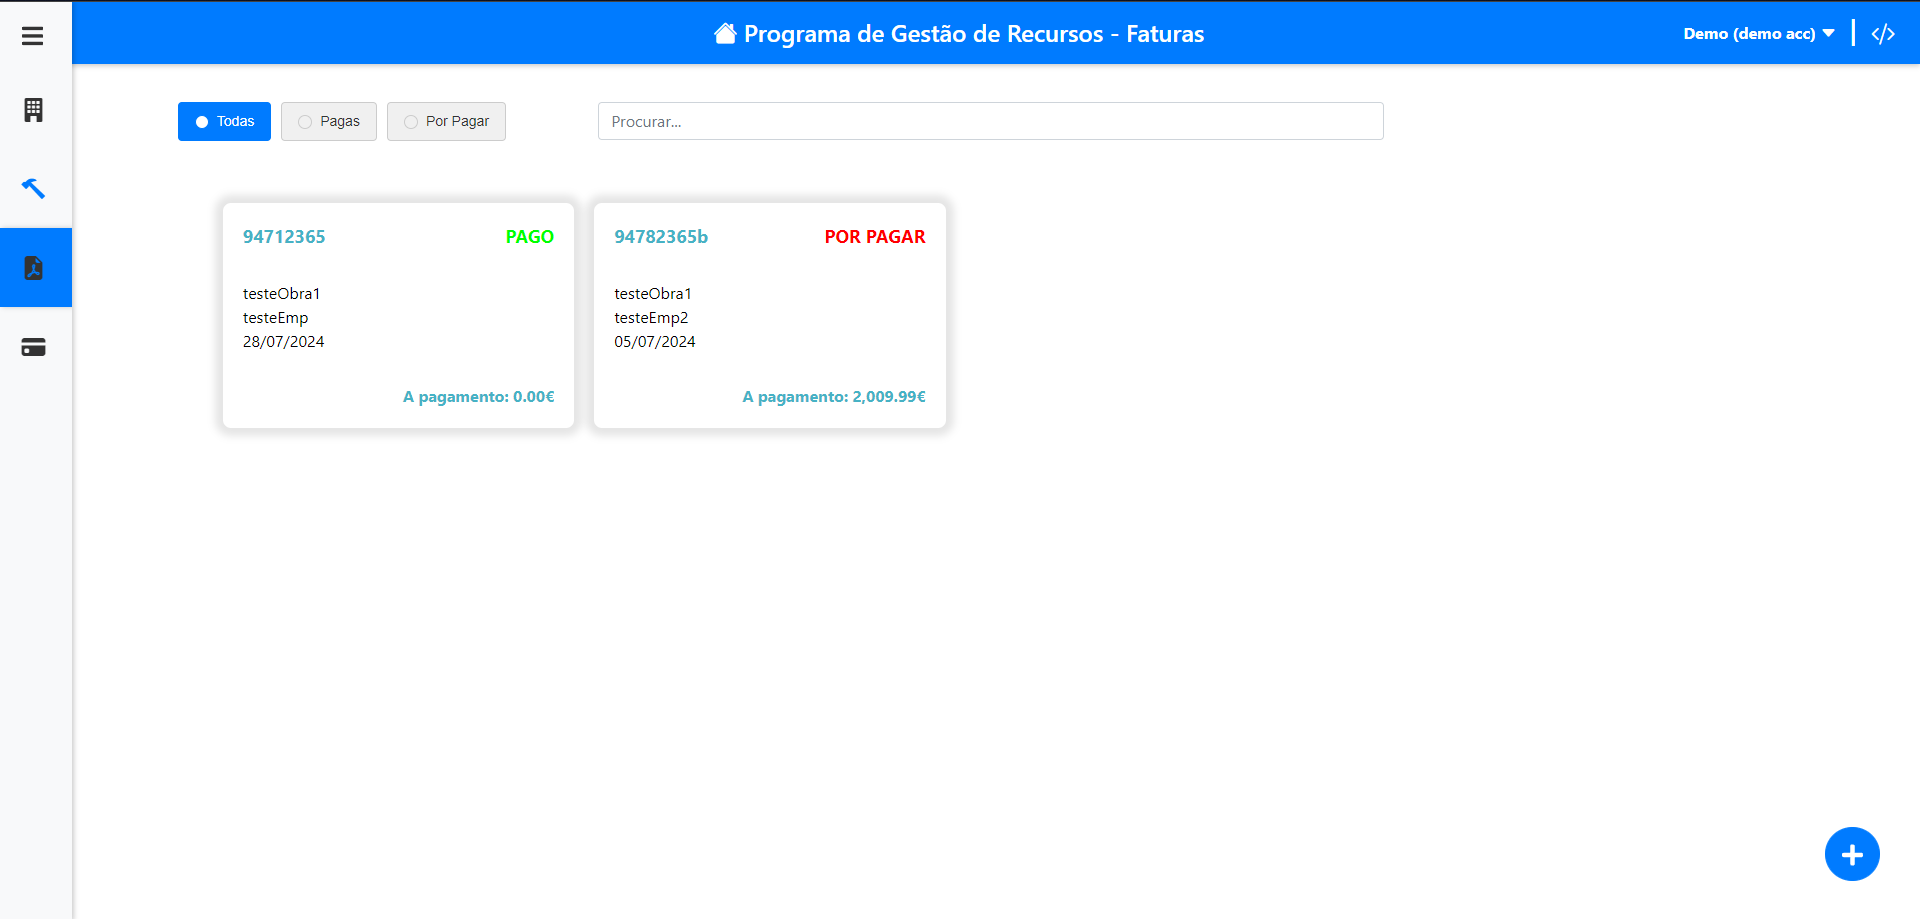 Programa de Gestão de Recursos - Faturas
Demo (demo acc)
Todas
Pagas
Por Pagar
Procurar...
94712365
PAGO
testeObra1
testeEmp
28/07/2024
A pagamento: 0.00€
94782365b
POR PAGAR
testeObra1
testeEmp2
05/07/2024
A pagamento: 2,009.99€